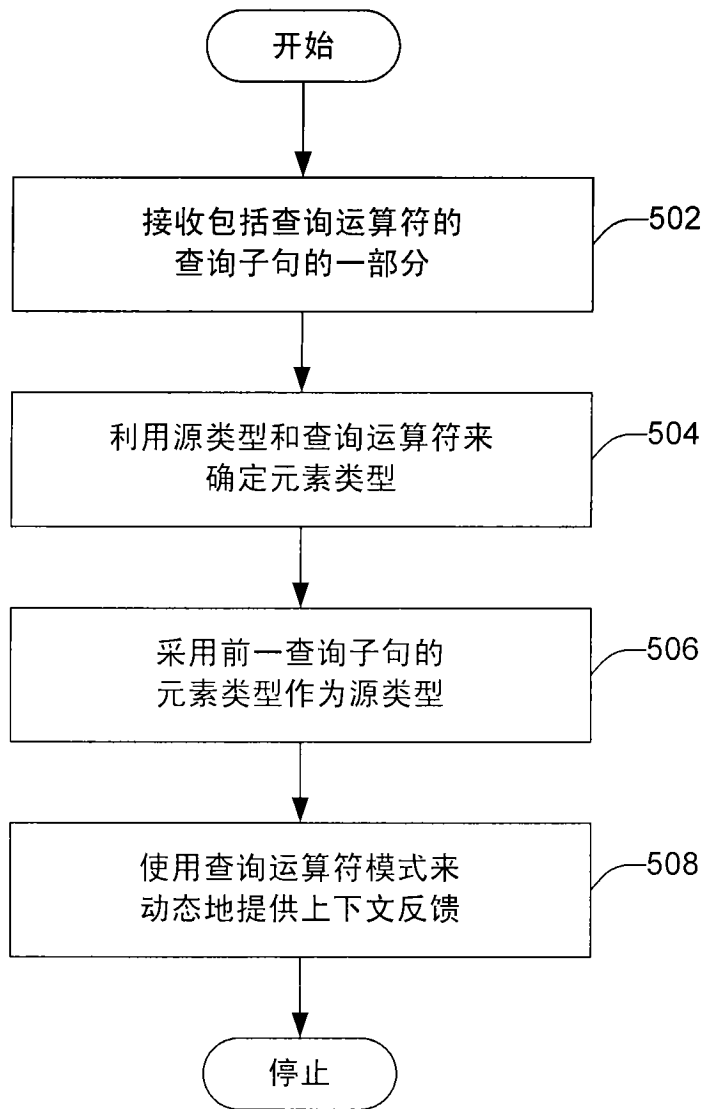 开始
接收包括查询运算符的
查询子句的一部分
502
利用源类型和查询运算符来
确定元素类型
504
采用前一查询子句的
元素类型作为源类型
506
使用查询运算符模式来
动态地提供上下文反馈
508
停止